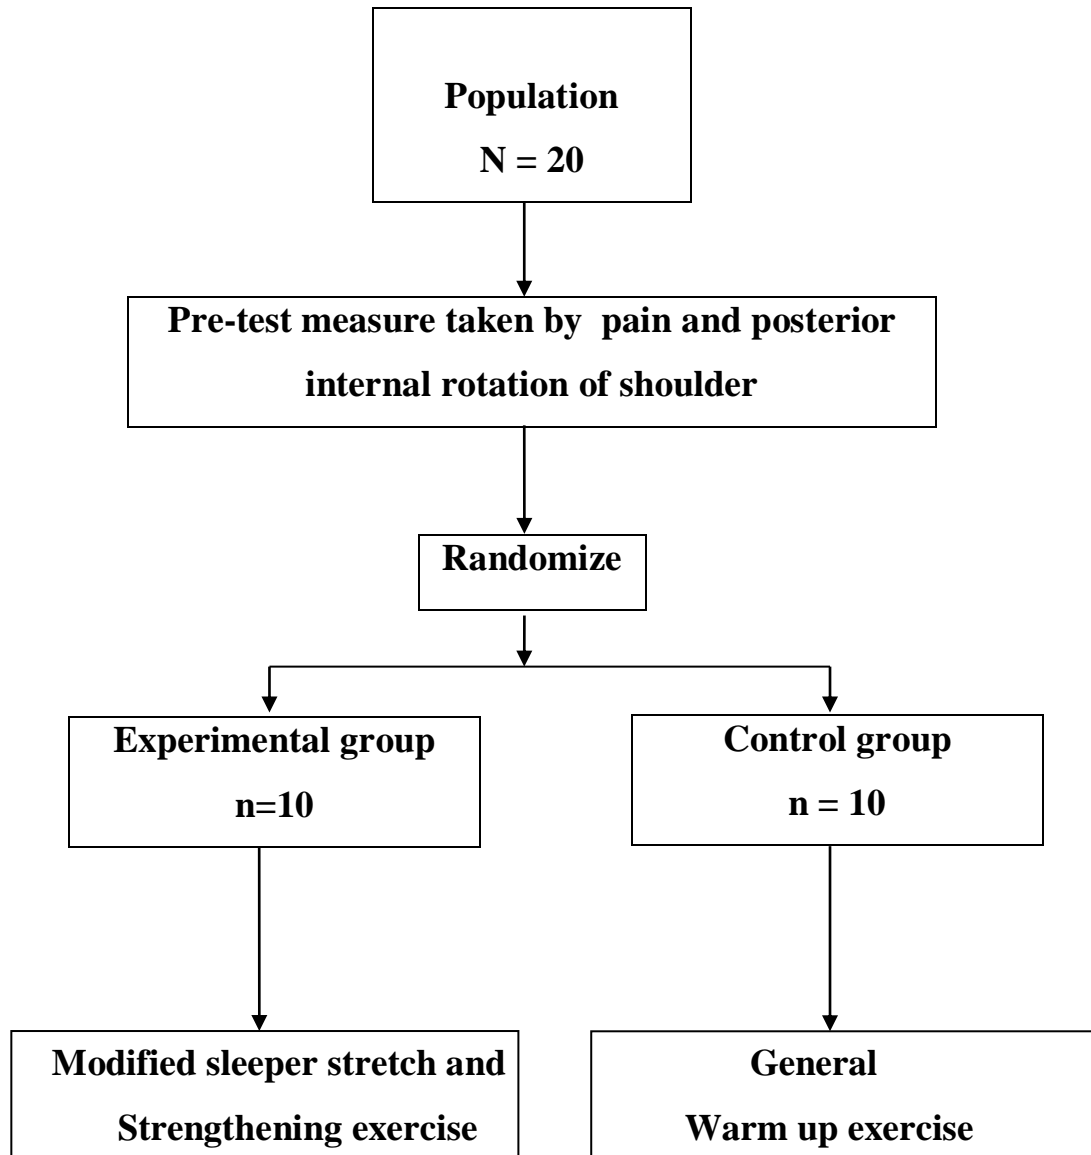 Population
N = 20
Pre-test measure taken by pain and posterior
internal rotation of shoulder
Randomize
Experimental group
n=10
Control group
n = 10
Modified sleeper stretch and
Strengthening exercise
General
Warm up exercise